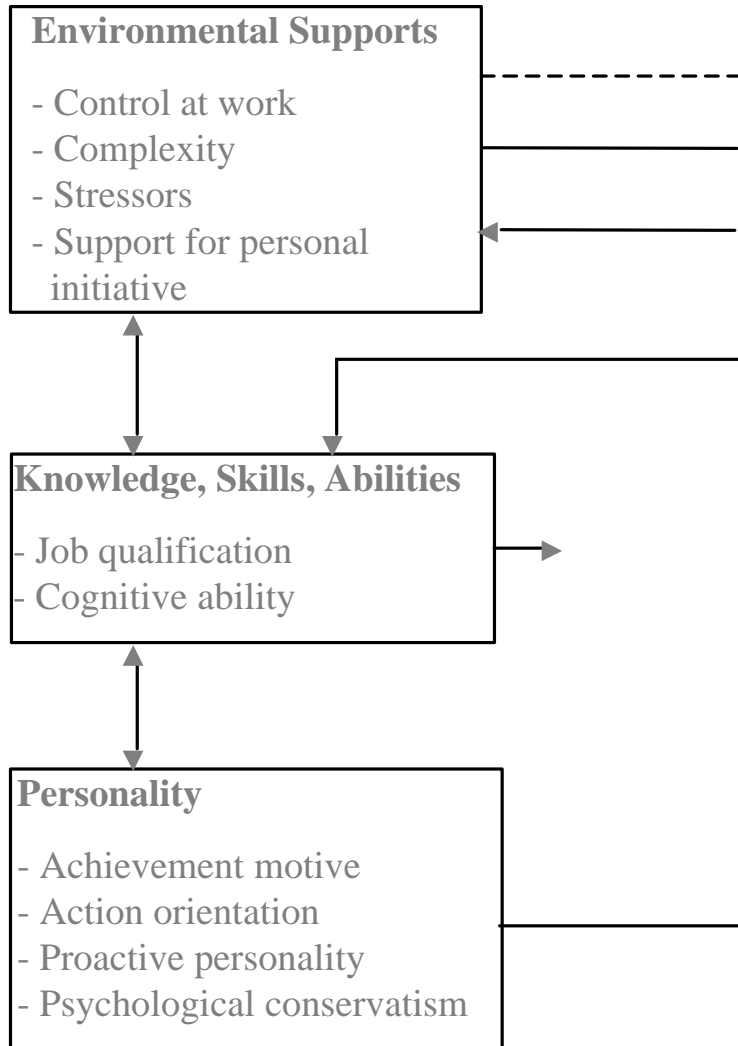 Environmental Supports
- Control at work
- Complexity
- Stressors
- Support for personal
initiative
Knowledge, Skills, Abilities
- Job qualification
- Cognitive ability
Personality
- Achievement motive
- Action orientation
- Proactive personality
- Psychological conservatism